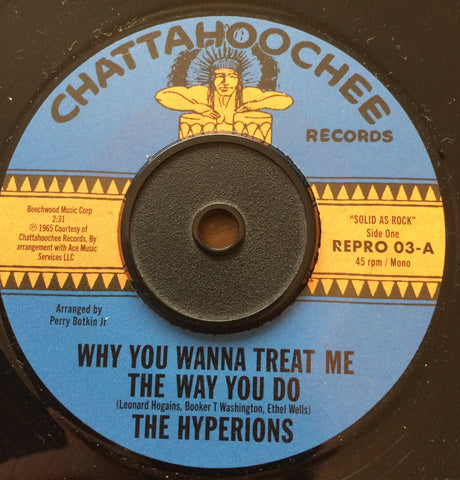 CHATTAHOOCHEE
RECORDS
Beechwood Music Corp
2:31
℗ 1965 Courtesy of
Chattahoochee Records, By
arrangement with Ace Music
Services LLC
"SOLID AS ROCK"
Side One
REPRO 03-A
45 rpm / Mono
Arranged by
Perry Botkin Jr
WHY YOU WANNA TREAT ME
THE WAY YOU DO
(Leonard Hogains, Booker T Washington, Ethel Wells)
THE HYPERIONS